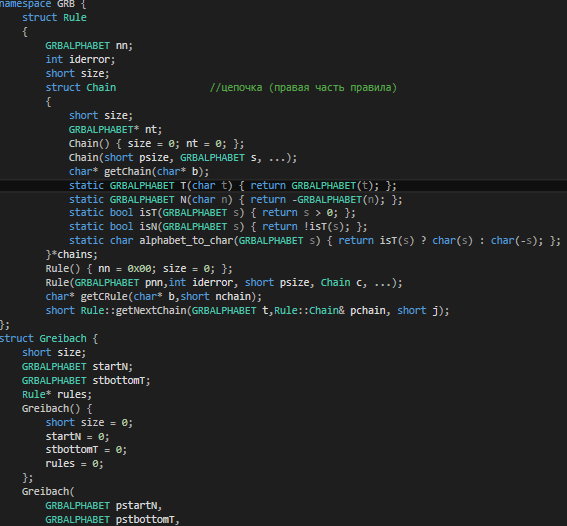 namespace GRB {
struct Rule
{
GRBALPHABET nn;
int iderror;
short size;
struct Chain //цепочка (правая часть правила)
{
short size;
GRBALPHABET* nt;
Chain() { size = 0; nt = 0; };
Chain(short psize, GRBALPHABET s, ...);
char* getChain(char* b);
static GRBALPHABET T(char t) { return GRBALPHABET(t); };
static GRBALPHABET N(char n) { return -GRBALPHABET(n); };
static bool isT(GRBALPHABET s) { return s > 0; };
static bool isN(GRBALPHABET s) { return !isT(s); };
static char alphabet_to_char(GRBALPHABET s) { return isT(s) ? char(s) : char(-s); };
}*chains;
Rule() { nn = 0x00; size = 0; };
Rule(GRBALPHABET pnn,int iderror, short psize, Chain c, ...);
char* getCRule(char* b,short nchain);
short Rule::getNextChain(GRBALPHABET t,Rule::Chain& pchain, short j);
};
struct Greibach {
short size;
GRBALPHABET startN;
GRBALPHABET stbottomT;
Rule* rules;
Greibach() {
short size = 0;
startN = 0;
stbottomT = 0;
rules = 0;
};
Greibach(
GRBALPHABET pstartN,
GRBALPHABET pstbottomT,